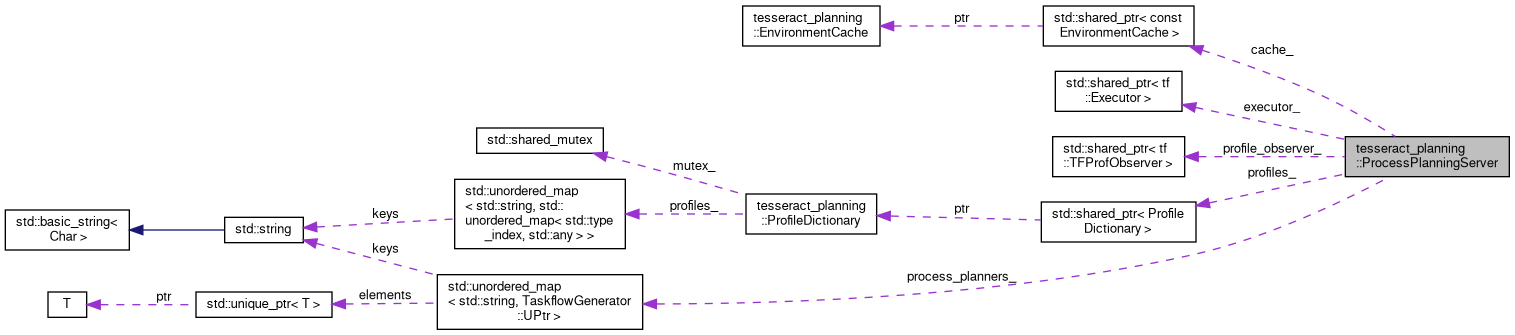 tesseract_planning
::EnvironmentCache
ptr
std::shared_ptr< const
EnvironmentCache >
cache_
std::shared_ptr< tf
::Executor >
executor_
std::shared_mutex
mutex_
std::shared_ptr< tf
::TFProfObserver >
profile_observer_
tesseract_planning
::ProcessPlanningServer
profiles_
std::unordered_map
< std::string, std::
unordered_map< std::type
_index, std::any > >
keys
profiles_
tesseract_planning
::ProfileDictionary
ptr
std::shared_ptr< Profile
Dictionary >
std::basic_string<
Char >
std::string
keys
process_planners_
std::unordered_map
< std::string, TaskflowGenerator
::UPtr >
elements
std::unique_ptr< T >
ptr
T